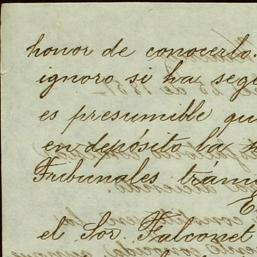 honor de conocerlo.
ignoro si ha seg
es presumible qu
en depósito la
Tribunales trám
E
el Sor. Falconet